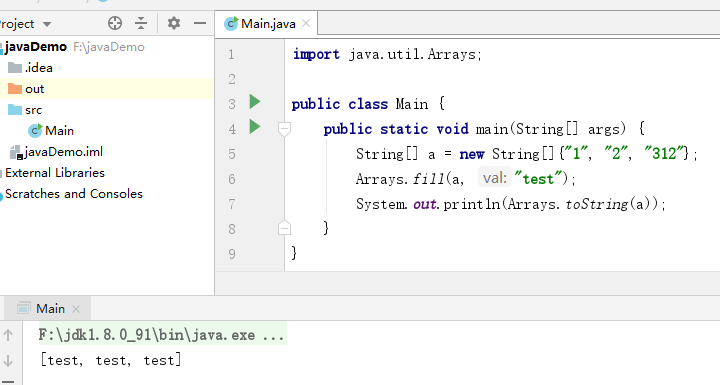 Project
Main.java
javaDemo F:\javaDemo
.idea
out
src
Main
javaDemo.iml
External Libraries
Scratches and Consoles
1 import java.util.Arrays;
2
3 public class Main {
4 public static void main(String[] args) {
5 String[] a = new String[]{"1", "2", "312"};
6 Arrays.fill(a, val: "test");
7 System.out.println(Arrays.toString(a));
8 }
9 }
Main
F:\jdk1.8.0_91\bin\java.exe ...
[test, test, test]